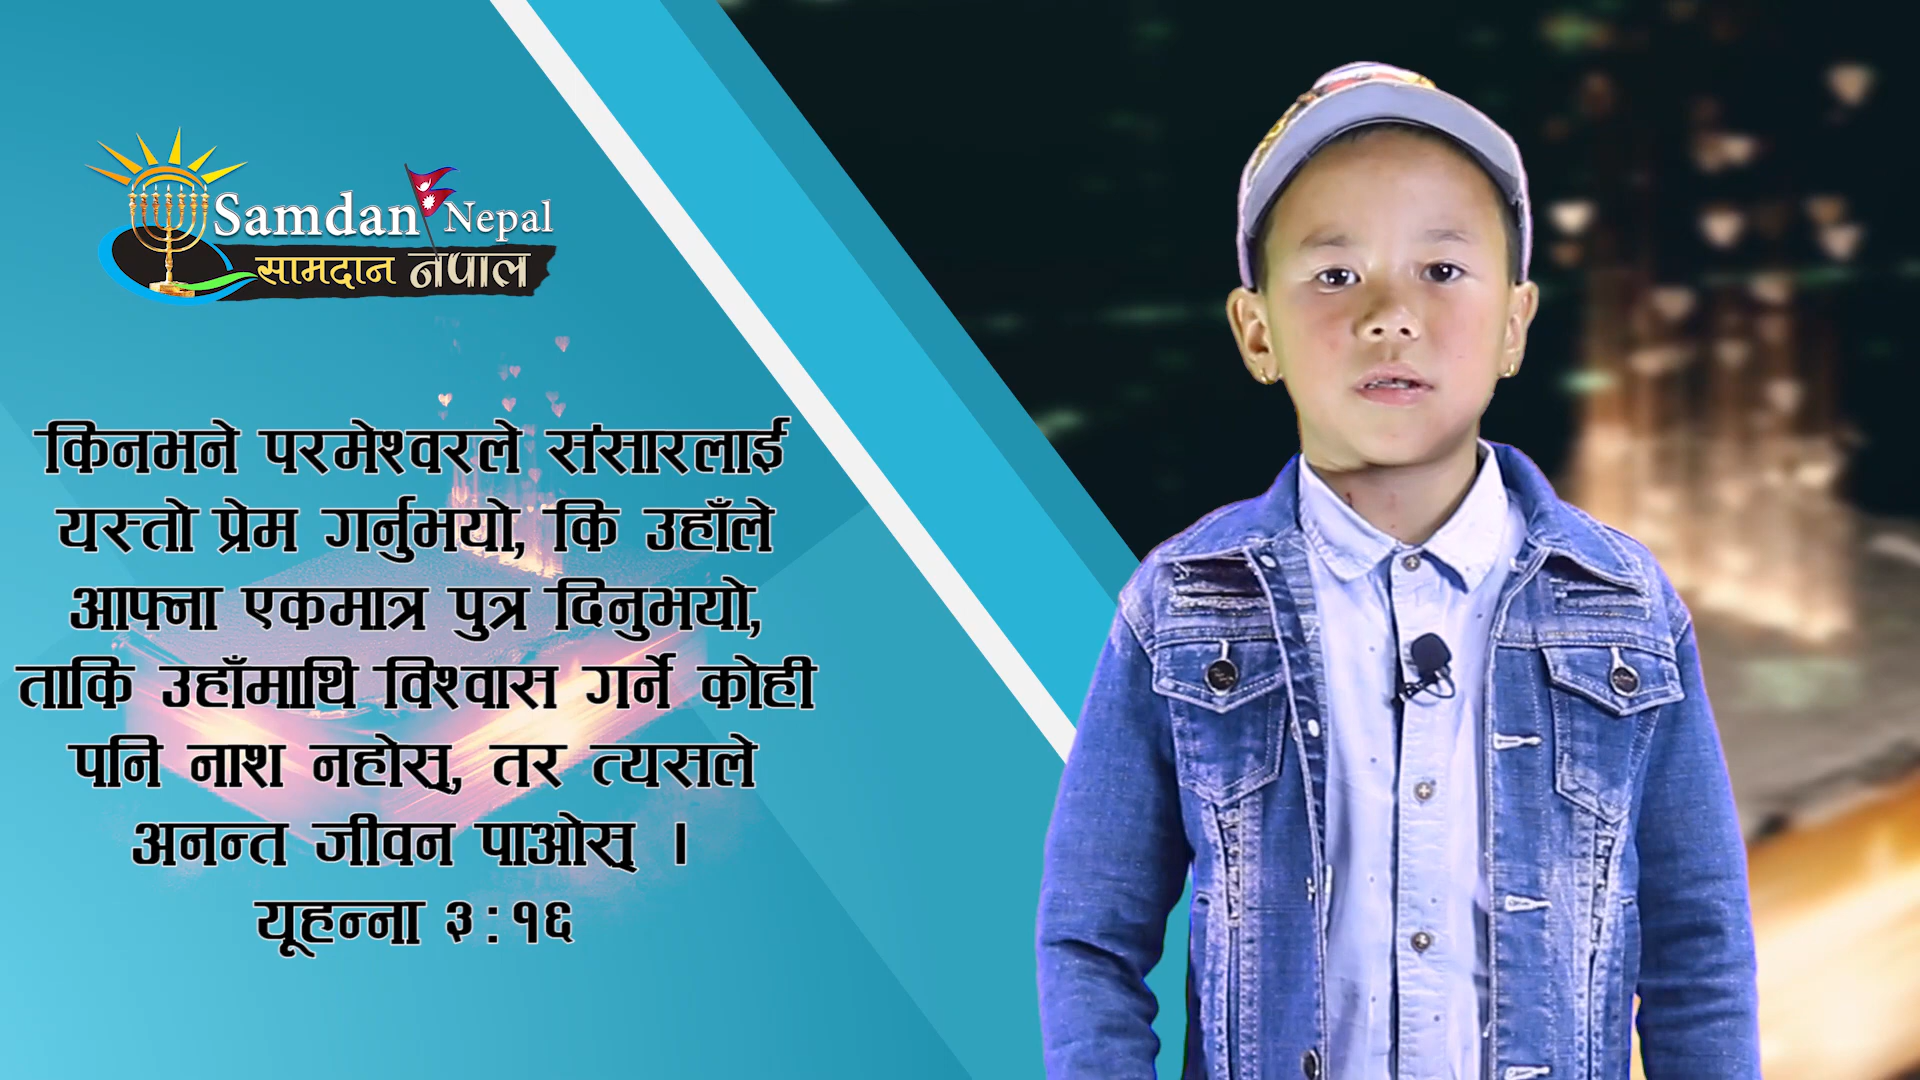 Samdan Nepal
सामदान नेपाल
किनभने परमेश्वरले संसारलाई
यस्तो प्रेम गर्नुभयो, कि उहाँले
आफ्ना एकमात्र पुत्र दिनुभयो,
ताकि उहाँमाथि विश्वास गर्ने कोही
पनि नाश नहोस्, तर त्यसले
अनन्त जीवन पाओस् ।
यूहन्ना ३:१६